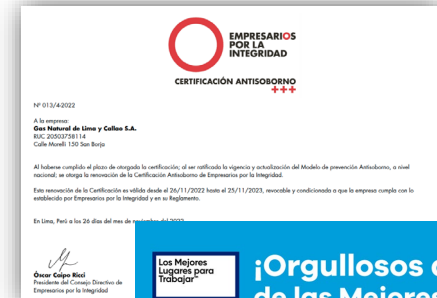 EMPRESARIOS
POR LA
INTEGRIDAD
CERTIFICACIÓN ANTISOBORNO
+++
Nº 013/4-2022
A la empresa:
Gas Natural de Lima y Callao S.A.
RUC 20503758114
Calle Morelli 150 San Borja
Al haberse cumplido el plazo de otorgada la certificación; al ser ratificada la vigencia y actualización del Modelo de prevención Antisoborno, a nivel
nacional; se otorga la renovación de la Certificación Antisoborno de Empresarios por la Integridad.
Esta renovación de la Certificación es válida desde el 26/11/2022 hasta el 25/11/2023, revocable y condicionada a que la empresa cumpla con lo
establecido por Empresarios por la Integridad y en su Reglamento.
En Lima, Perú a los 26 días del mes de noviembre del 2022
Óscar Caipo Ricci
Presidente del Consejo Directivo de
Empresarios por la Integridad
Los Mejores
Lugares para
Trabajar
¡Orgullosos
de los Mejores